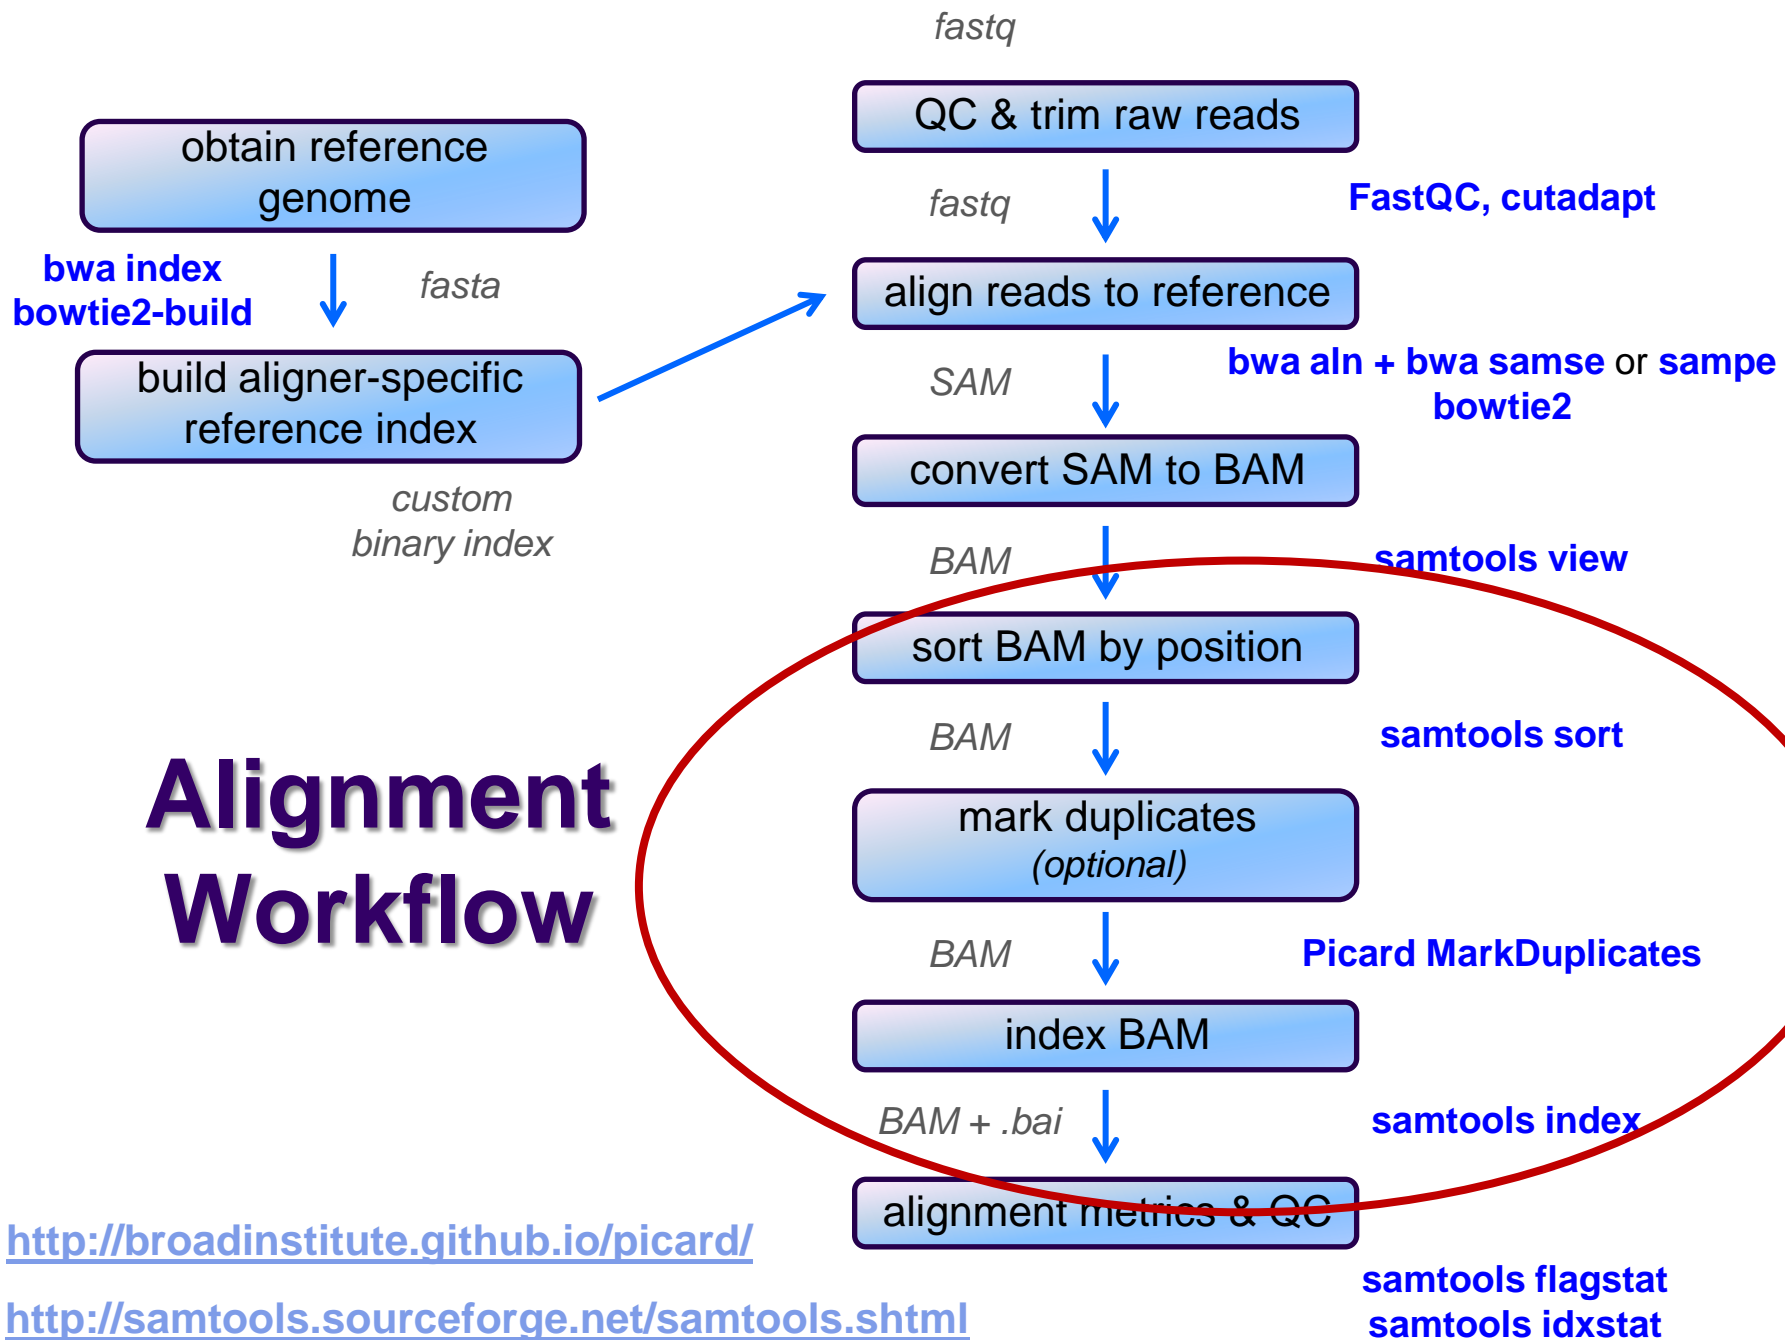 fastq
QC & trim raw reads
obtain reference
genome
fastq
FastQC, cutadapt
bwa index
bowtie2-build
fasta
align reads to reference
build aligner-specific
reference index
SAM
bwa aln + bwa samse or sampe
bowtie2
custom
binary index
convert SAM to BAM
BAM
samtools view
sort BAM by position
BAM
samtools sort
Alignment
Workflow
mark duplicates
(optional)
BAM
Picard MarkDuplicates
index BAM
BAM + .bai
samtools index
alignment metrics & QC
http://broadinstitute.github.io/picard/
samtools flagstat
http://samtools.sourceforge.net/samtools.shtml
samtools idxstat